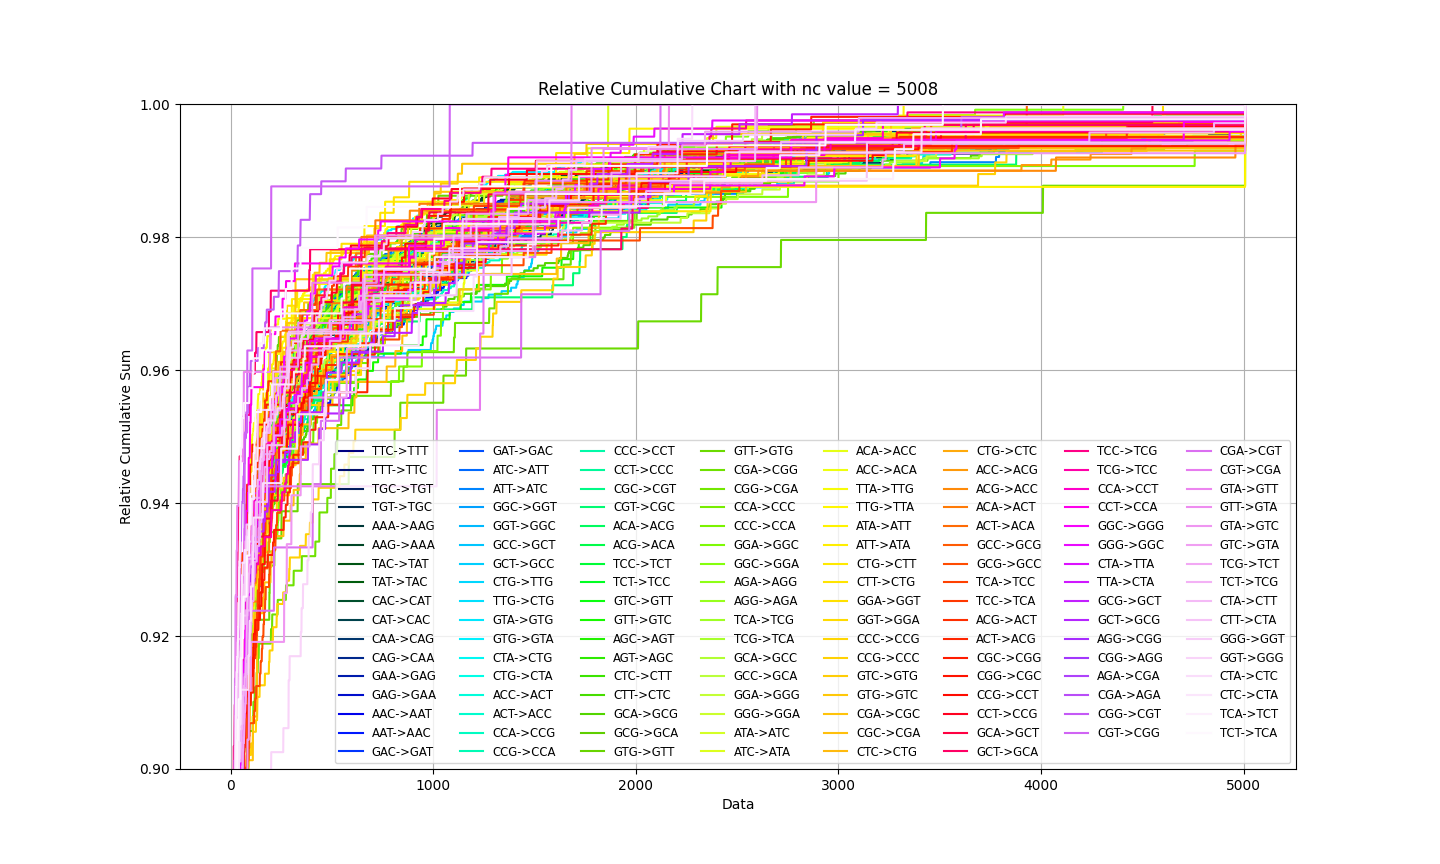 Relative Cumulative Chart with nc value = 5008
1.00
0.98
0.96
0.94
0.92
0.90
Relative Cumulative Sum
TTC->TTT GAT->GAC CCC->CCT GTT->GTG ACA->ACC CTG->CTC TCC->TCG CGA->CGT
TTT->TTC ATC->ATT CCT->CCC CGA->CGG ACC->ACA ACC->ACG TCG->TCC CGT->CGA
TGC->TGT ATT->ATC CGC->CGT CGG->CGA TTA->TTG ACG->ACC CCA->CCT GTA->GTT
TGT->TGC GGC->GGT CGT->CGC CCA->CCC TTG->TTA ACA->ACT CCT->CCA GTT->GTA
AAA->AAG GGT->GGC ACA->ACG CCC->CCA ATA->ATT ACT->ACA GGC->GGG GTA->GTC
AAG->AAA GCC->GCT ACG->ACA GGA->GGC ATT->ATA GCC->GCG GGG->GGC GTC->GTA
TAC->TAT GCT->GCC TCC->TCT GGC->GGA CTG->CTT GCG->GCC CTA->TTA TCG->TCT
TAT->TAC CTG->TTG TCT->TCC AGA->AGG CTT->CTG TCA->TCC TTA->CTA TCT->TCG
CAC->CAT TTG->CTG GTC->GTT AGG->AGA GGA->GGT TCC->TCA GCG->GCT CTA->CTT
CAT->CAC GTA->GTG GTT->GTC TCA->TCG GGT->GGA ACG->ACT GCT->GCG CTT->CTA
CAA->CAG GTG->GTA AGC->AGT TCG->TCA CCC->CCG ACT->ACG AGG->CGG GGG->GGT
CAG->CAA CTA->CTG AGT->AGC GCA->GCC CCG->CCC CGC->CGG CGG->AGG GGT->GGG
GAA->GAG CTG->CTA CTC->CTT GCC->GCA GTC->GTG CGG->CGC AGA->CGA CTA->CTC
GAG->GAA ACC->ACT CTT->CTC GGA->GGG GTG->GTC CCG->CCT CGA->AGA CTC->CTA
AAC->AAT ACT->ACC GCA->GCG GGG->GGA CGA->CGC CCT->CCG CGG->CGT TCA->TCT
AAT->AAC CCA->CCG GCG->GCA ATA->ATC CGC->CGA GCA->GCT CGT->CGG TCT->TCA
GAC->GAT CCG->CCA GTG->GTT ATC->ATA CTC->CTG GCT->GCA
0 1000 2000 3000 4000 5000
Data